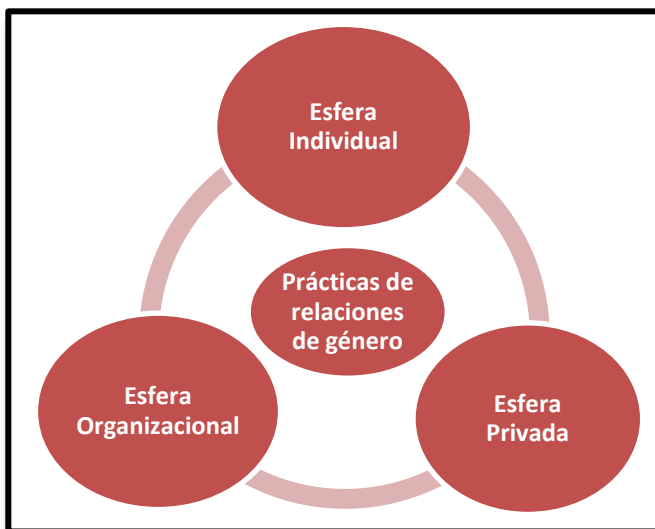 Esfera
Individual
Prácticas de
relaciones
de género
Esfera
Organizacional
Esfera
Privada